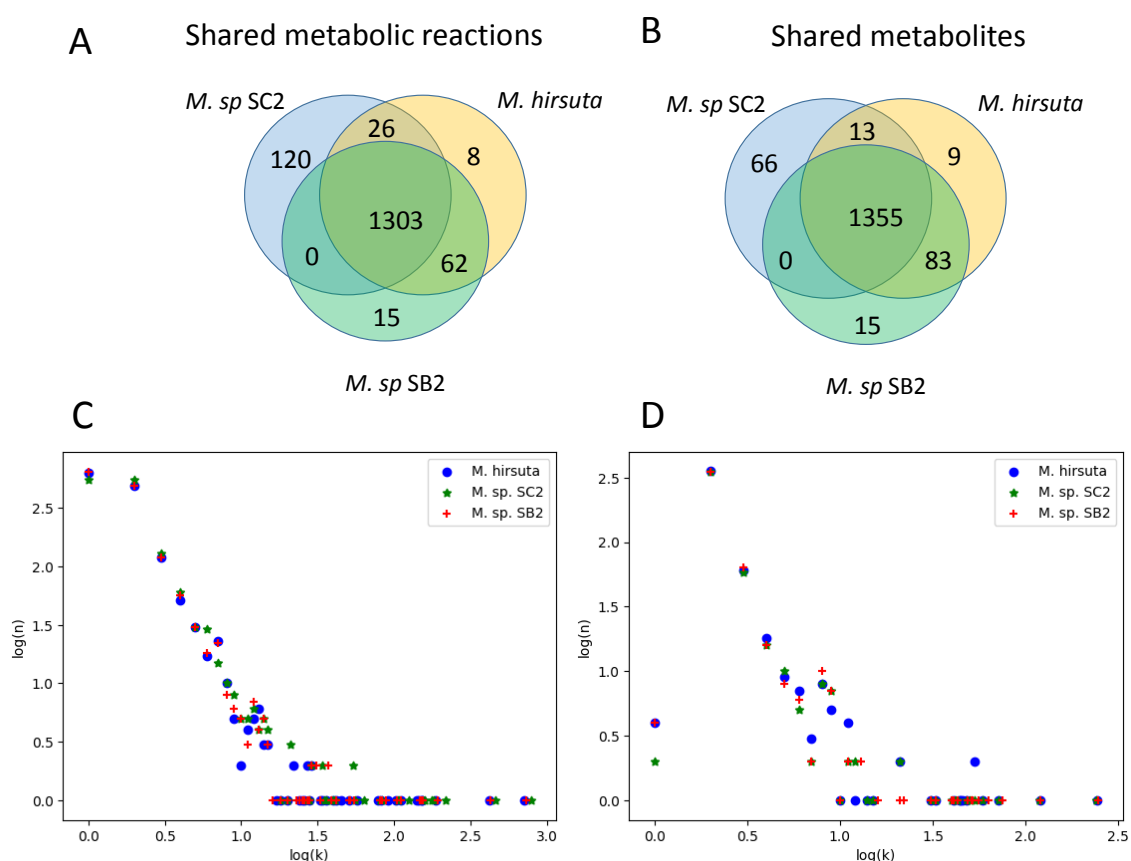 A
Shared metabolic reactions
M. sp SC2
M. hirsuta
26
120
8
1303
0
62
15
M. sp SB2
B
Shared metabolites
M. sp SC2
M. hirsuta
13
66
9
1355
0
83
15
M. sp SB2
C
M. hirsuta
M. sp. SC2
M. sp. SB2
2.5
2.0
1.5
1.0
0.5
0.0
log(n)
0.0 0.5 1.0 1.5 2.0 2.5 3.0
log(k)
D
M. hirsuta
M. sp. SC2
M. sp. SB2
2.5
2.0
1.5
1.0
0.5
0.0
log(n)
0.0 0.5 1.0 1.5 2.0 2.5
log(k)